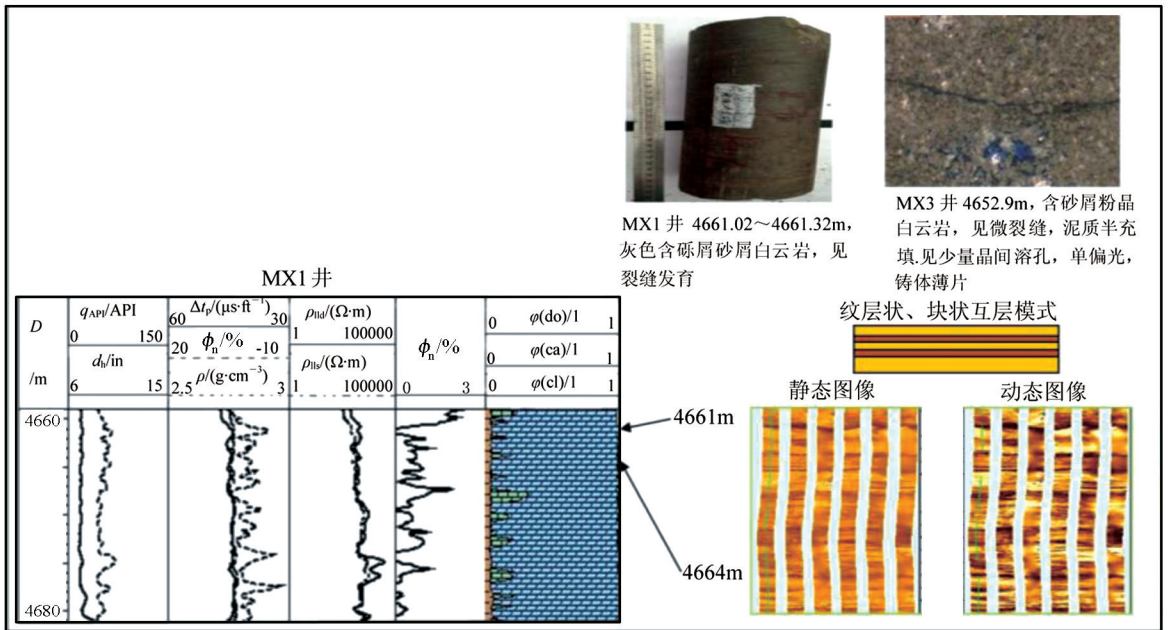 MX1 井 4661.02～4661.32m,
灰色含砾屑砂屑白云岩，见
裂缝发育
MX3 井 4652.9m，含砂屑粉晶
白云岩，见微裂缝，泥质半充
填.见少量晶间溶孔，单偏光，
铸体薄片
MX1 井
D
/m
qAPI/API
0 150
dh/in
6 15
Δtp/(μs·ft⁻¹)
60 30
ϕn/%
20 -10
ρ/(g·cm⁻³)
2.5 3
ρlld/(Ω·m)
1 100000
ρlls/(Ω·m)
1 100000
ϕn/%
0 3
0 φ(do)/1 1
0 φ(ca)/1 1
0 φ(cl)/1 1
4660
4680
4661m
4664m
纹层状、块状互层模式
静态图像
动态图像